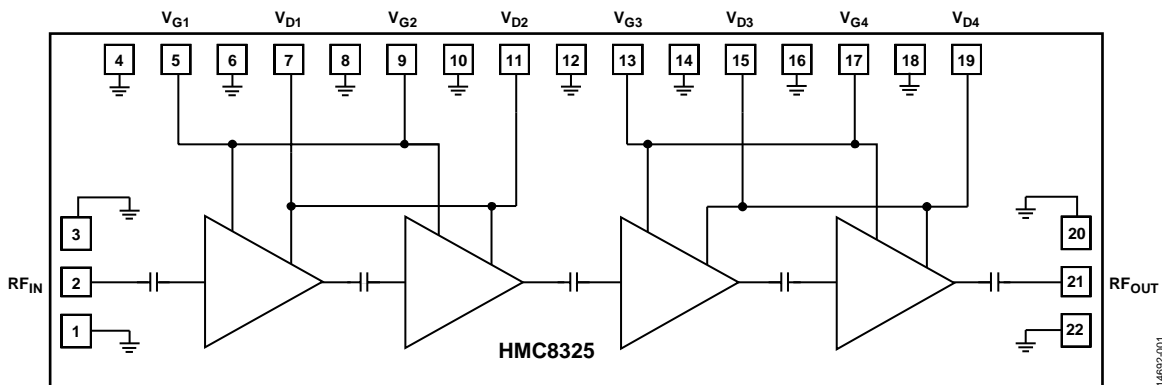 VG1 VD1 VG2 VD2 VG3 VD3 VG4 VD4
4 5 6 7 8 9 10 11 12 13 14 15 16 17 18 19
3 20
RFIN 2 21 RFOUT
1 22
HMC8325
14692-001